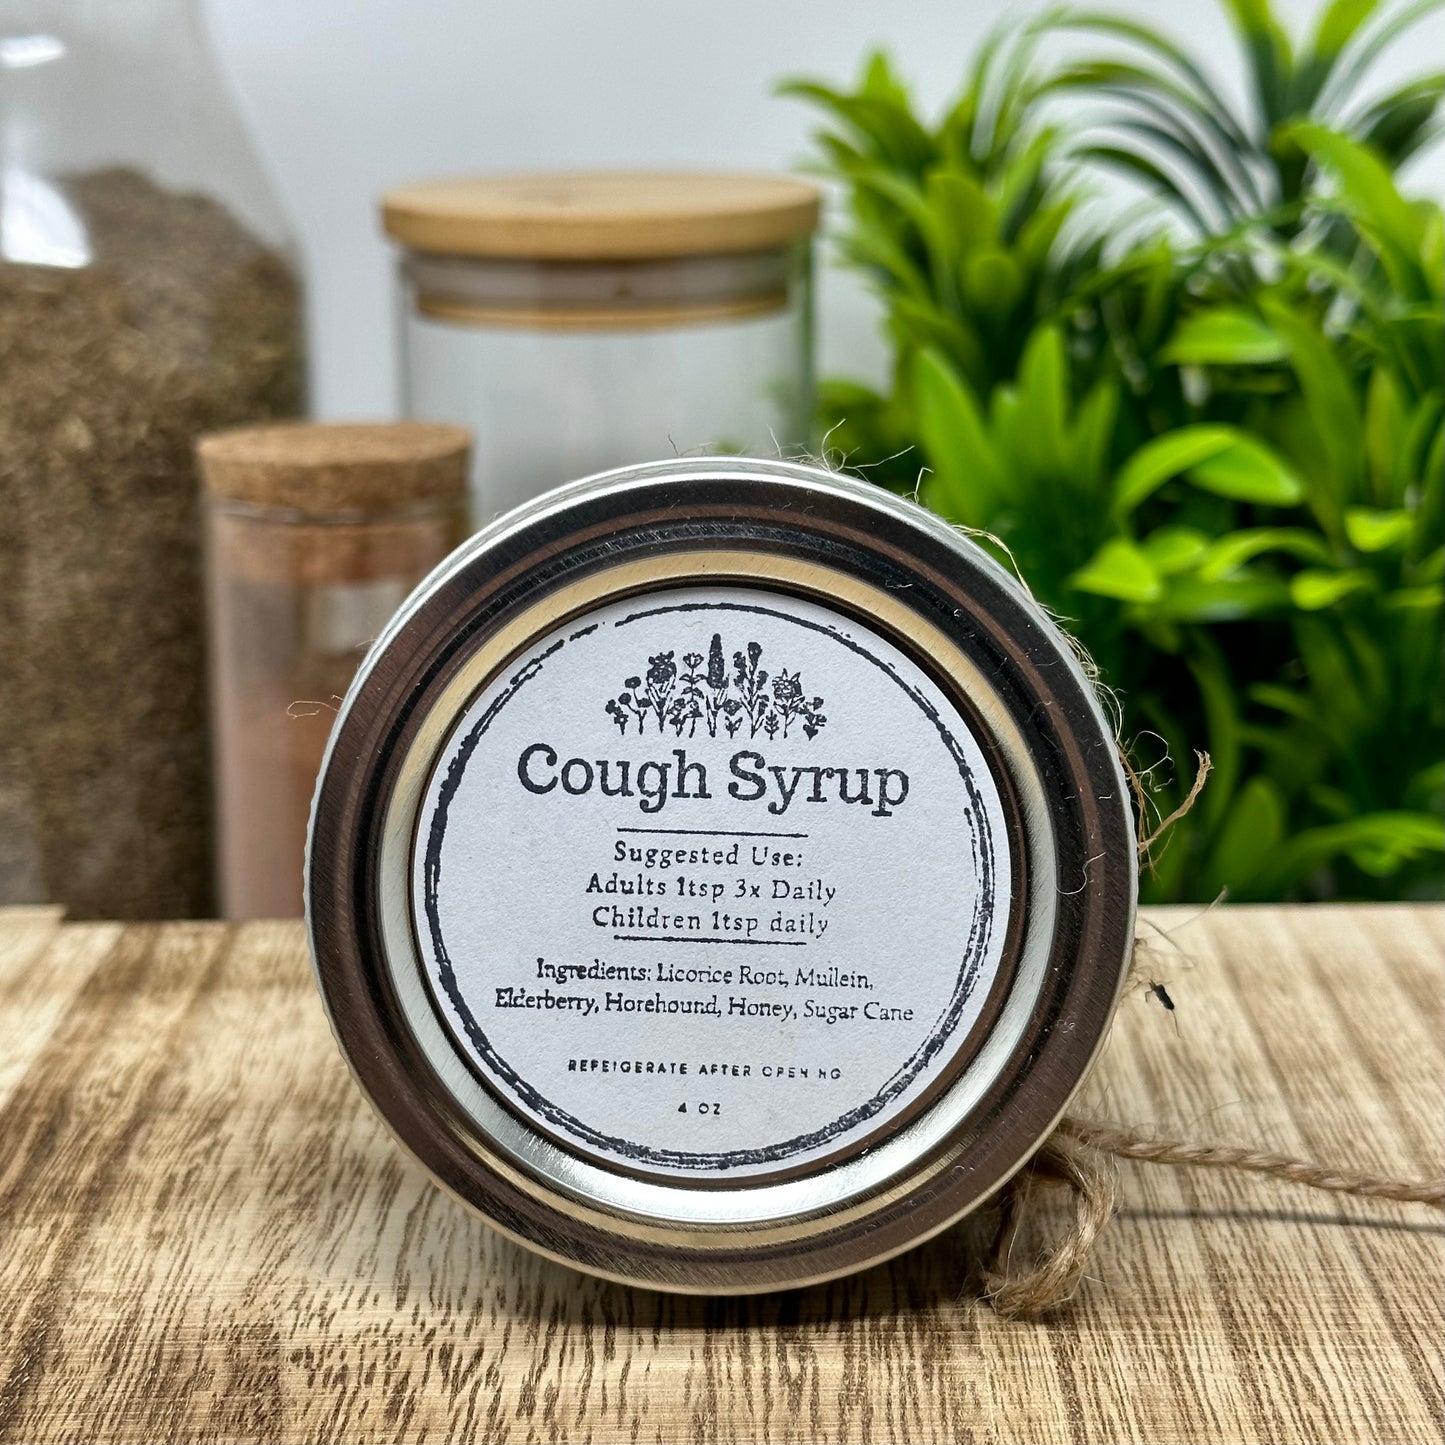 Cough Syrup
Suggested Use:
Adults 1tsp 3x Daily
Children 1tsp daily
Ingredients: Licorice Root, Mullein,
Elderberry, Horehound, Honey, Sugar Cane
REFEIGERATE AFTER OPENING
4 OZ